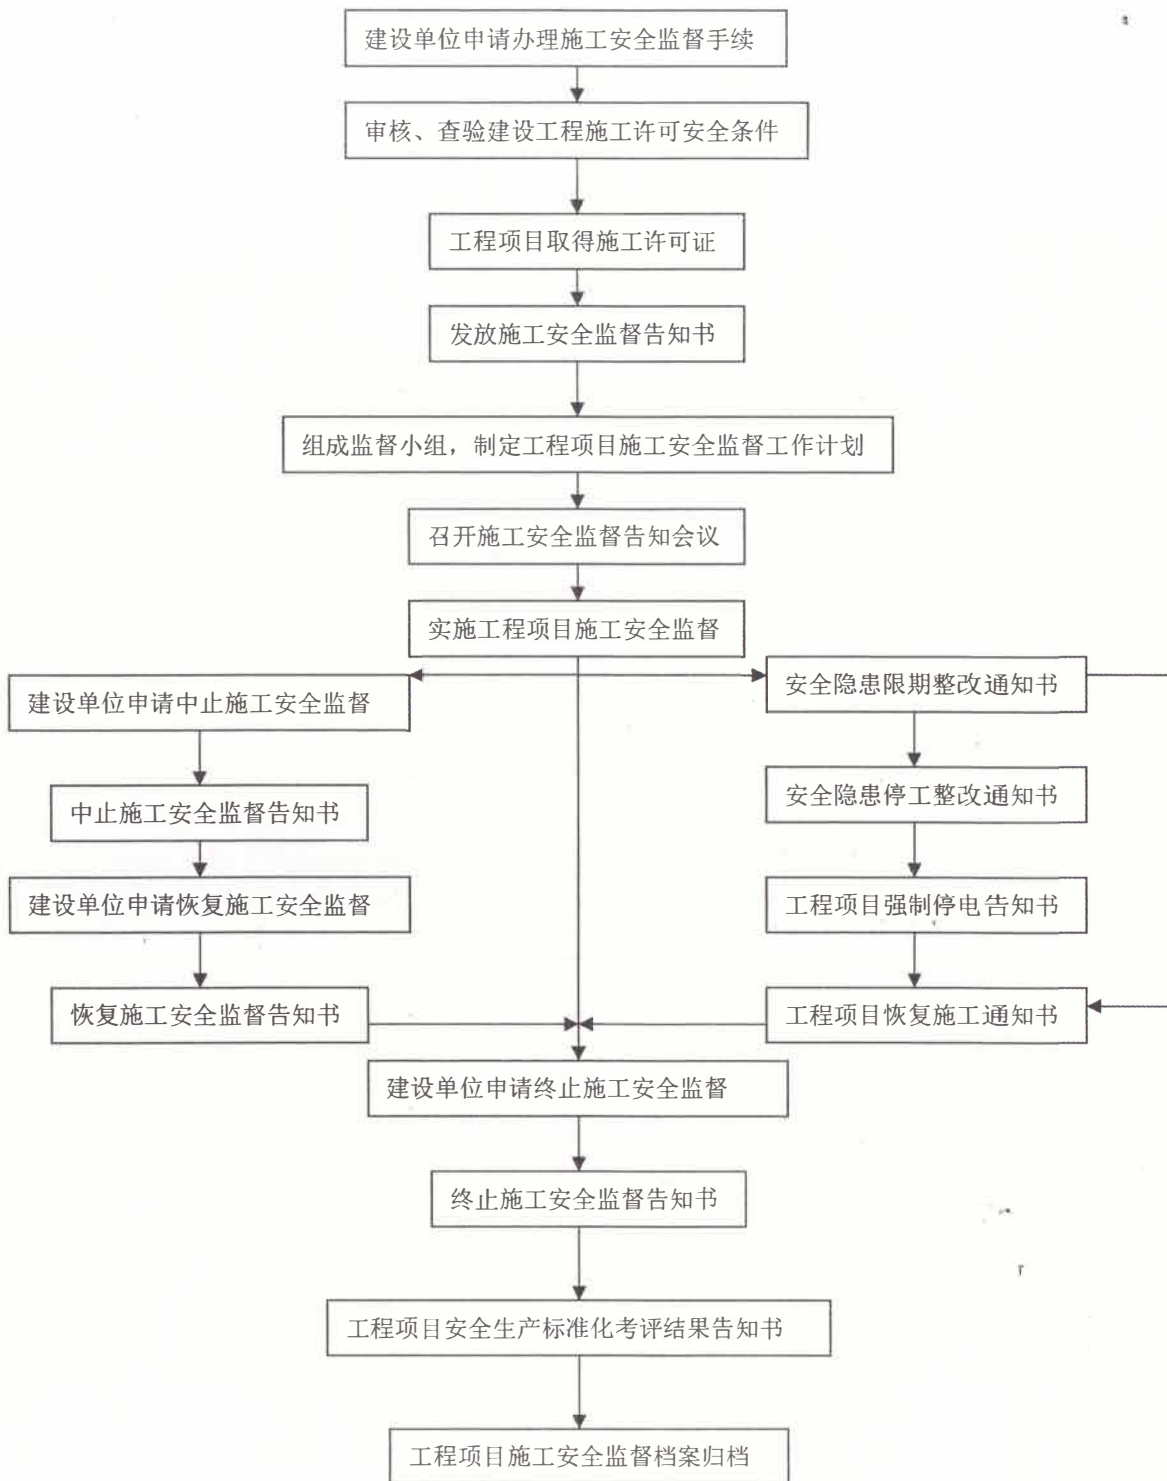 建设单位申请办理施工安全监督手续
审核、查验建设工程施工许可安全条件
工程项目取得施工许可证
发放施工安全监督告知书
组成监督小组，制定工程项目施工安全监督工作计划
召开施工安全监督告知会议
实施工程项目施工安全监督
建设单位申请中止施工安全监督
中止施工安全监督告知书
建设单位申请恢复施工安全监督
恢复施工安全监督告知书
安全隐患限期整改通知书
安全隐患停工整改通知书
工程项目强制停电告知书
工程项目恢复施工通知书
建设单位申请终止施工安全监督
终止施工安全监督告知书
工程项目安全生产标准化考评结果告知书
工程项目施工安全监督档案归档